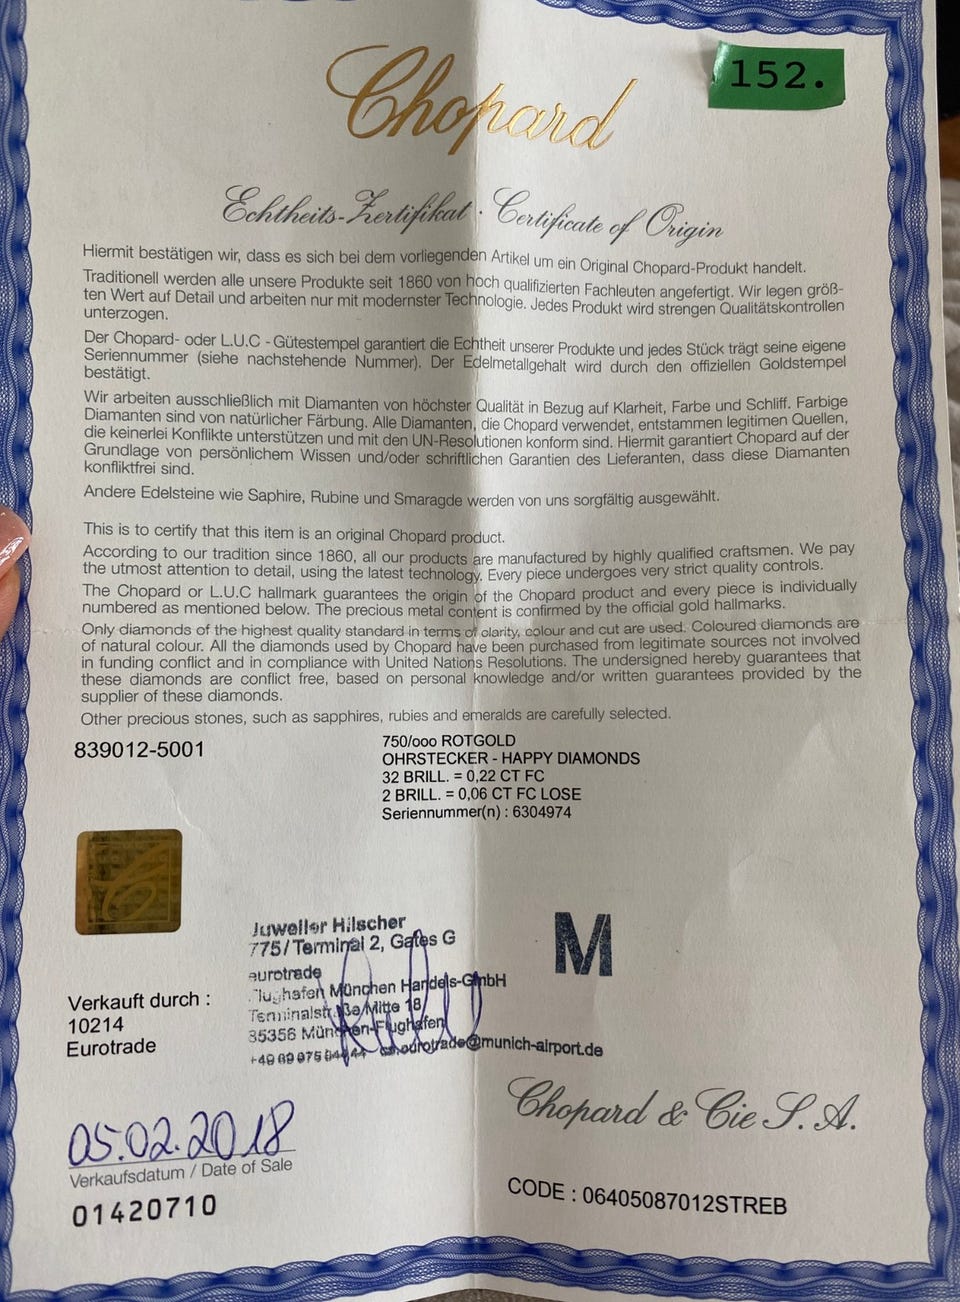 152.
Chopard
Echtheits-Zertifikat · Certificate of Origin
Hiermit bestätigen wir, dass es sich bei dem vorliegenden Artikel um ein Original Chopard-Produkt handelt.
Traditionell werden alle unsere Produkte seit 1860 von hoch qualifizierten Fachleuten angefertigt. Wir legen größ-
ten Wert auf Detail und arbeiten nur mit modernster Technologie. Jedes Produkt wird strengen Qualitätskontrollen
unterzogen.
Der Chopard- oder L.U.C - Gütestempel garantiert die Echtheit unserer Produkte und jedes Stück trägt seine eigene
Seriennummer (siehe nachstehende Nummer). Der Edelmetallgehalt wird durch den offiziellen Goldstempel
bestätigt.
Wir arbeiten ausschließlich mit Diamanten von höchster Qualität in Bezug auf Klarheit, Farbe und Schliff. Farbige
Diamanten sind von natürlicher Färbung. Alle Diamanten, die Chopard verwendet, entstammen legitimen Quellen,
die keinerlei Konflikte unterstützen und mit den UN-Resolutionen konform sind. Hiermit garantiert Chopard auf der
Grundlage von persönlichem Wissen und/oder schriftlichen Garantien des Lieferanten, dass diese Diamanten
konfliktfrei sind.
Andere Edelsteine wie Saphire, Rubine und Smaragde werden von uns sorgfältig ausgewählt.
This is to certify that this item is an original Chopard product.
According to our tradition since 1860, all our products are manufactured by highly qualified craftsmen. We pay
the utmost attention to detail, using the latest technology. Every piece undergoes very strict quality controls.
The Chopard or L.U.C hallmark guarantees the origin of the Chopard product and every piece is individually
numbered as mentioned below. The precious metal content is confirmed by the official gold hallmarks.
Only diamonds of the highest quality standard in terms of clarity, colour and cut are used. Coloured diamonds are
of natural colour. All the diamonds used by Chopard have been purchased from legitimate sources not involved
in funding conflict and in compliance with United Nations Resolutions. The undersigned hereby guarantees that
these diamonds are conflict free, based on personal knowledge and/or written guarantees provided by the
supplier of these diamonds.
Other precious stones, such as sapphires, rubies and emeralds are carefully selected.
839012-5001
750/ooo ROTGOLD
OHRSTECKER - HAPPY DIAMONDS
32 BRILL. = 0,22 CT FC
2 BRILL. = 0,06 CT FC LOSE
Seriennummer(n) : 6304974
Juwelier Hilscher
775/Terminal 2, Gates G
eurotrade
Flughafen München Handels-GmbH
Terminalstraße/Mitte 18
85356 München-Flughafen
cs.eurotrade@munich-airport.de
M
Verkauft durch :
10214
Eurotrade
05.02.2018
Verkaufsdatum / Date of Sale
01420710
Chopard & Cie S.A.
CODE : 06405087012STREB